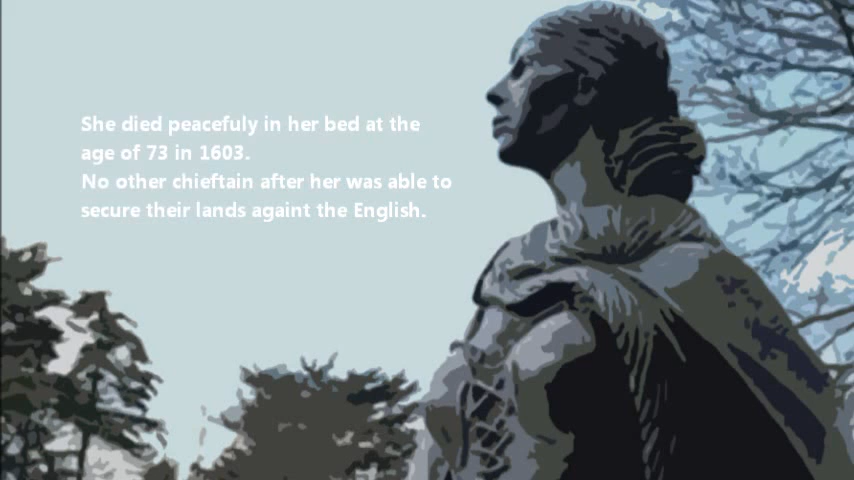 She died peacefuly in her bed at the
age of 73 in 1603.
No other chieftain after her was able to
secure their lands againt the English.